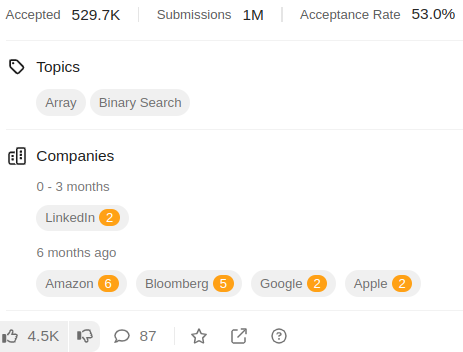 Accepted 529.7K Submissions 1M Acceptance Rate 53.0%
Topics
Array Binary Search
Companies
0 - 3 months
LinkedIn 2
6 months ago
Amazon 6 Bloomberg 5 Google 2 Apple 2
4.5K 87